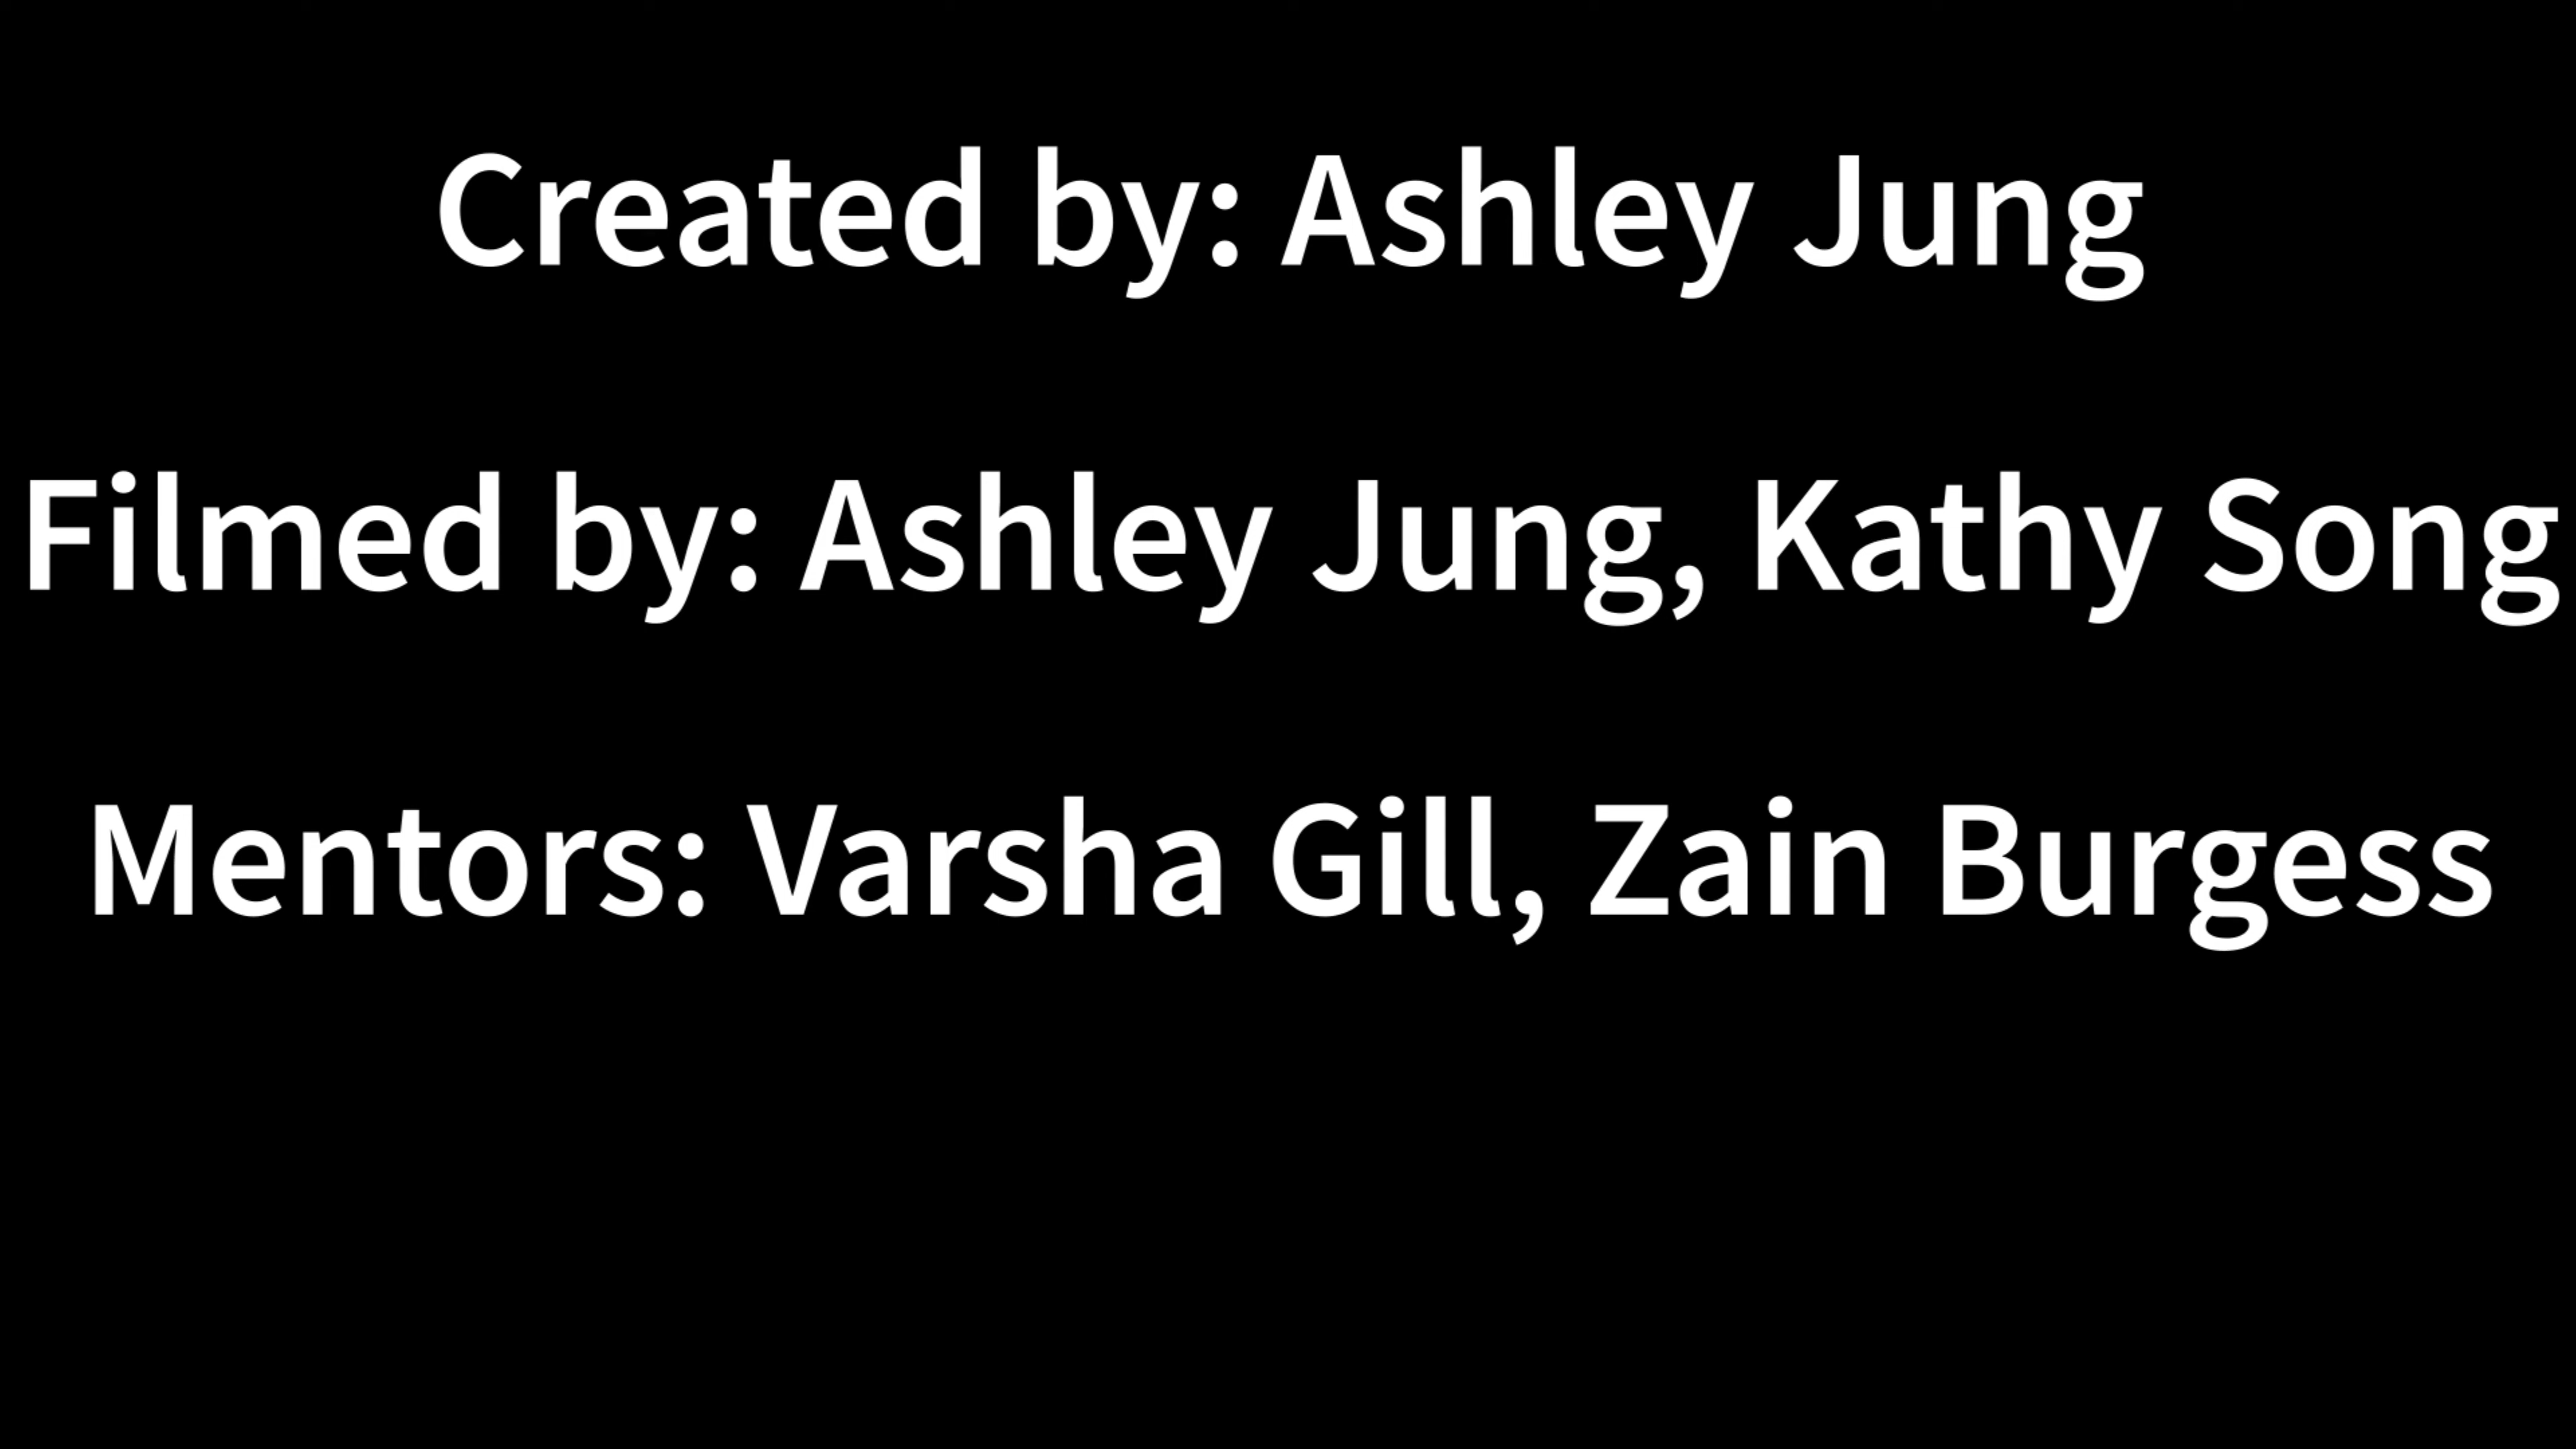 Created by: Ashley Jung
Filmed by: Ashley Jung, Kathy Song
Mentors: Varsha Gill, Zain Burgess